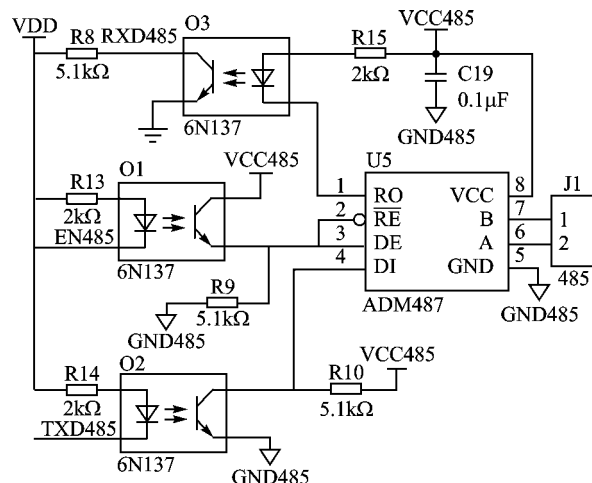 VDD
R8
RXD485
5.1kΩ
O3
6N137
R15
2kΩ
VCC485
C19
0.1μF
GND485
O1
VCC485
R13
2kΩ
EN485
6N137
R9
5.1kΩ
GND485
U5
1
2
3
4
RO
RE
DE
DI
VCC
B
A
GND
8
7
6
5
ADM487
J1
1
2
485
GND485
O2
R14
2kΩ
TXD485
6N137
GND485
R10
5.1kΩ
VCC485